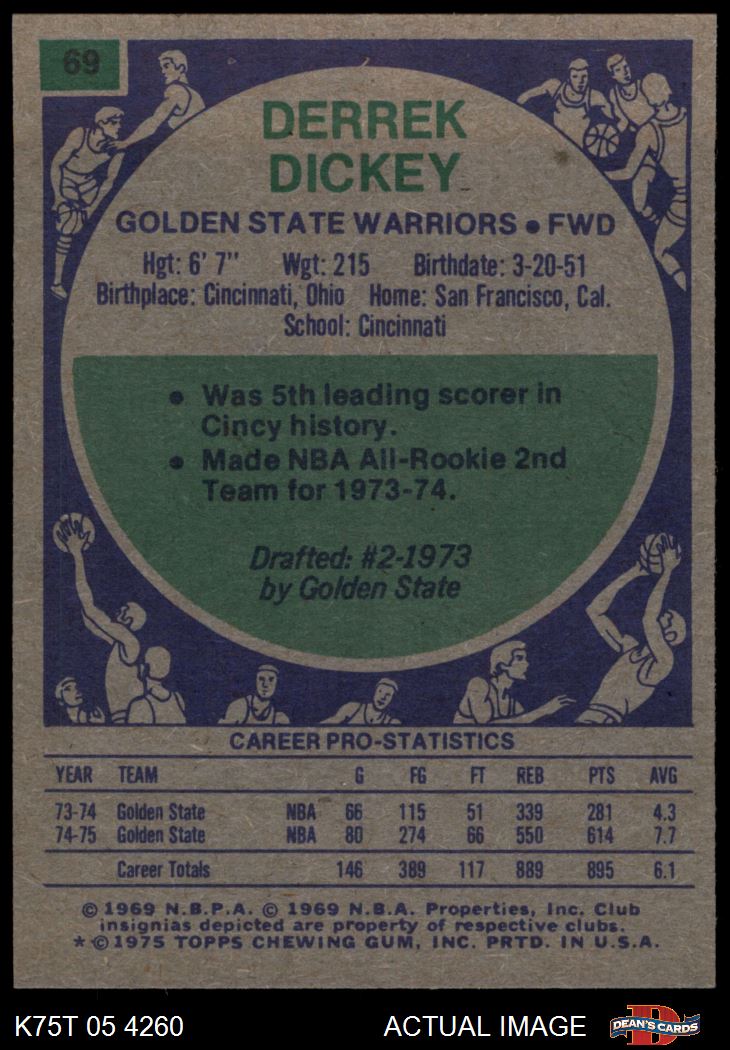 69
DERREK
DICKEY
GOLDEN STATE WARRIORS • FWD
Hgt: 6' 7" Wgt: 215 Birthdate: 3-20-51
Birthplace: Cincinnati, Ohio Home: San Francisco, Cal.
School: Cincinnati
• Was 5th leading scorer in
Cincy history.
• Made NBA All-Rookie 2nd
Team for 1973-74.
Drafted: #2-1973
by Golden State
CAREER PRO-STATISTICS
YEAR TEAM G FG FT REB PTS AVG
73-74 Golden State NBA 66 115 51 339 281 4.3
74-75 Golden State NBA 80 274 66 550 614 7.7
Career Totals 146 389 117 889 895 6.1
© 1969 N.B.P.A. © 1969 N.B.A. Properties, Inc. Club
insignias depicted are property of respective clubs.
* © 1975 TOPPS CHEWING GUM, INC. PRTD. IN U.S.A.
K75T 05 4260 ACTUAL IMAGE DEAN'S CARDS